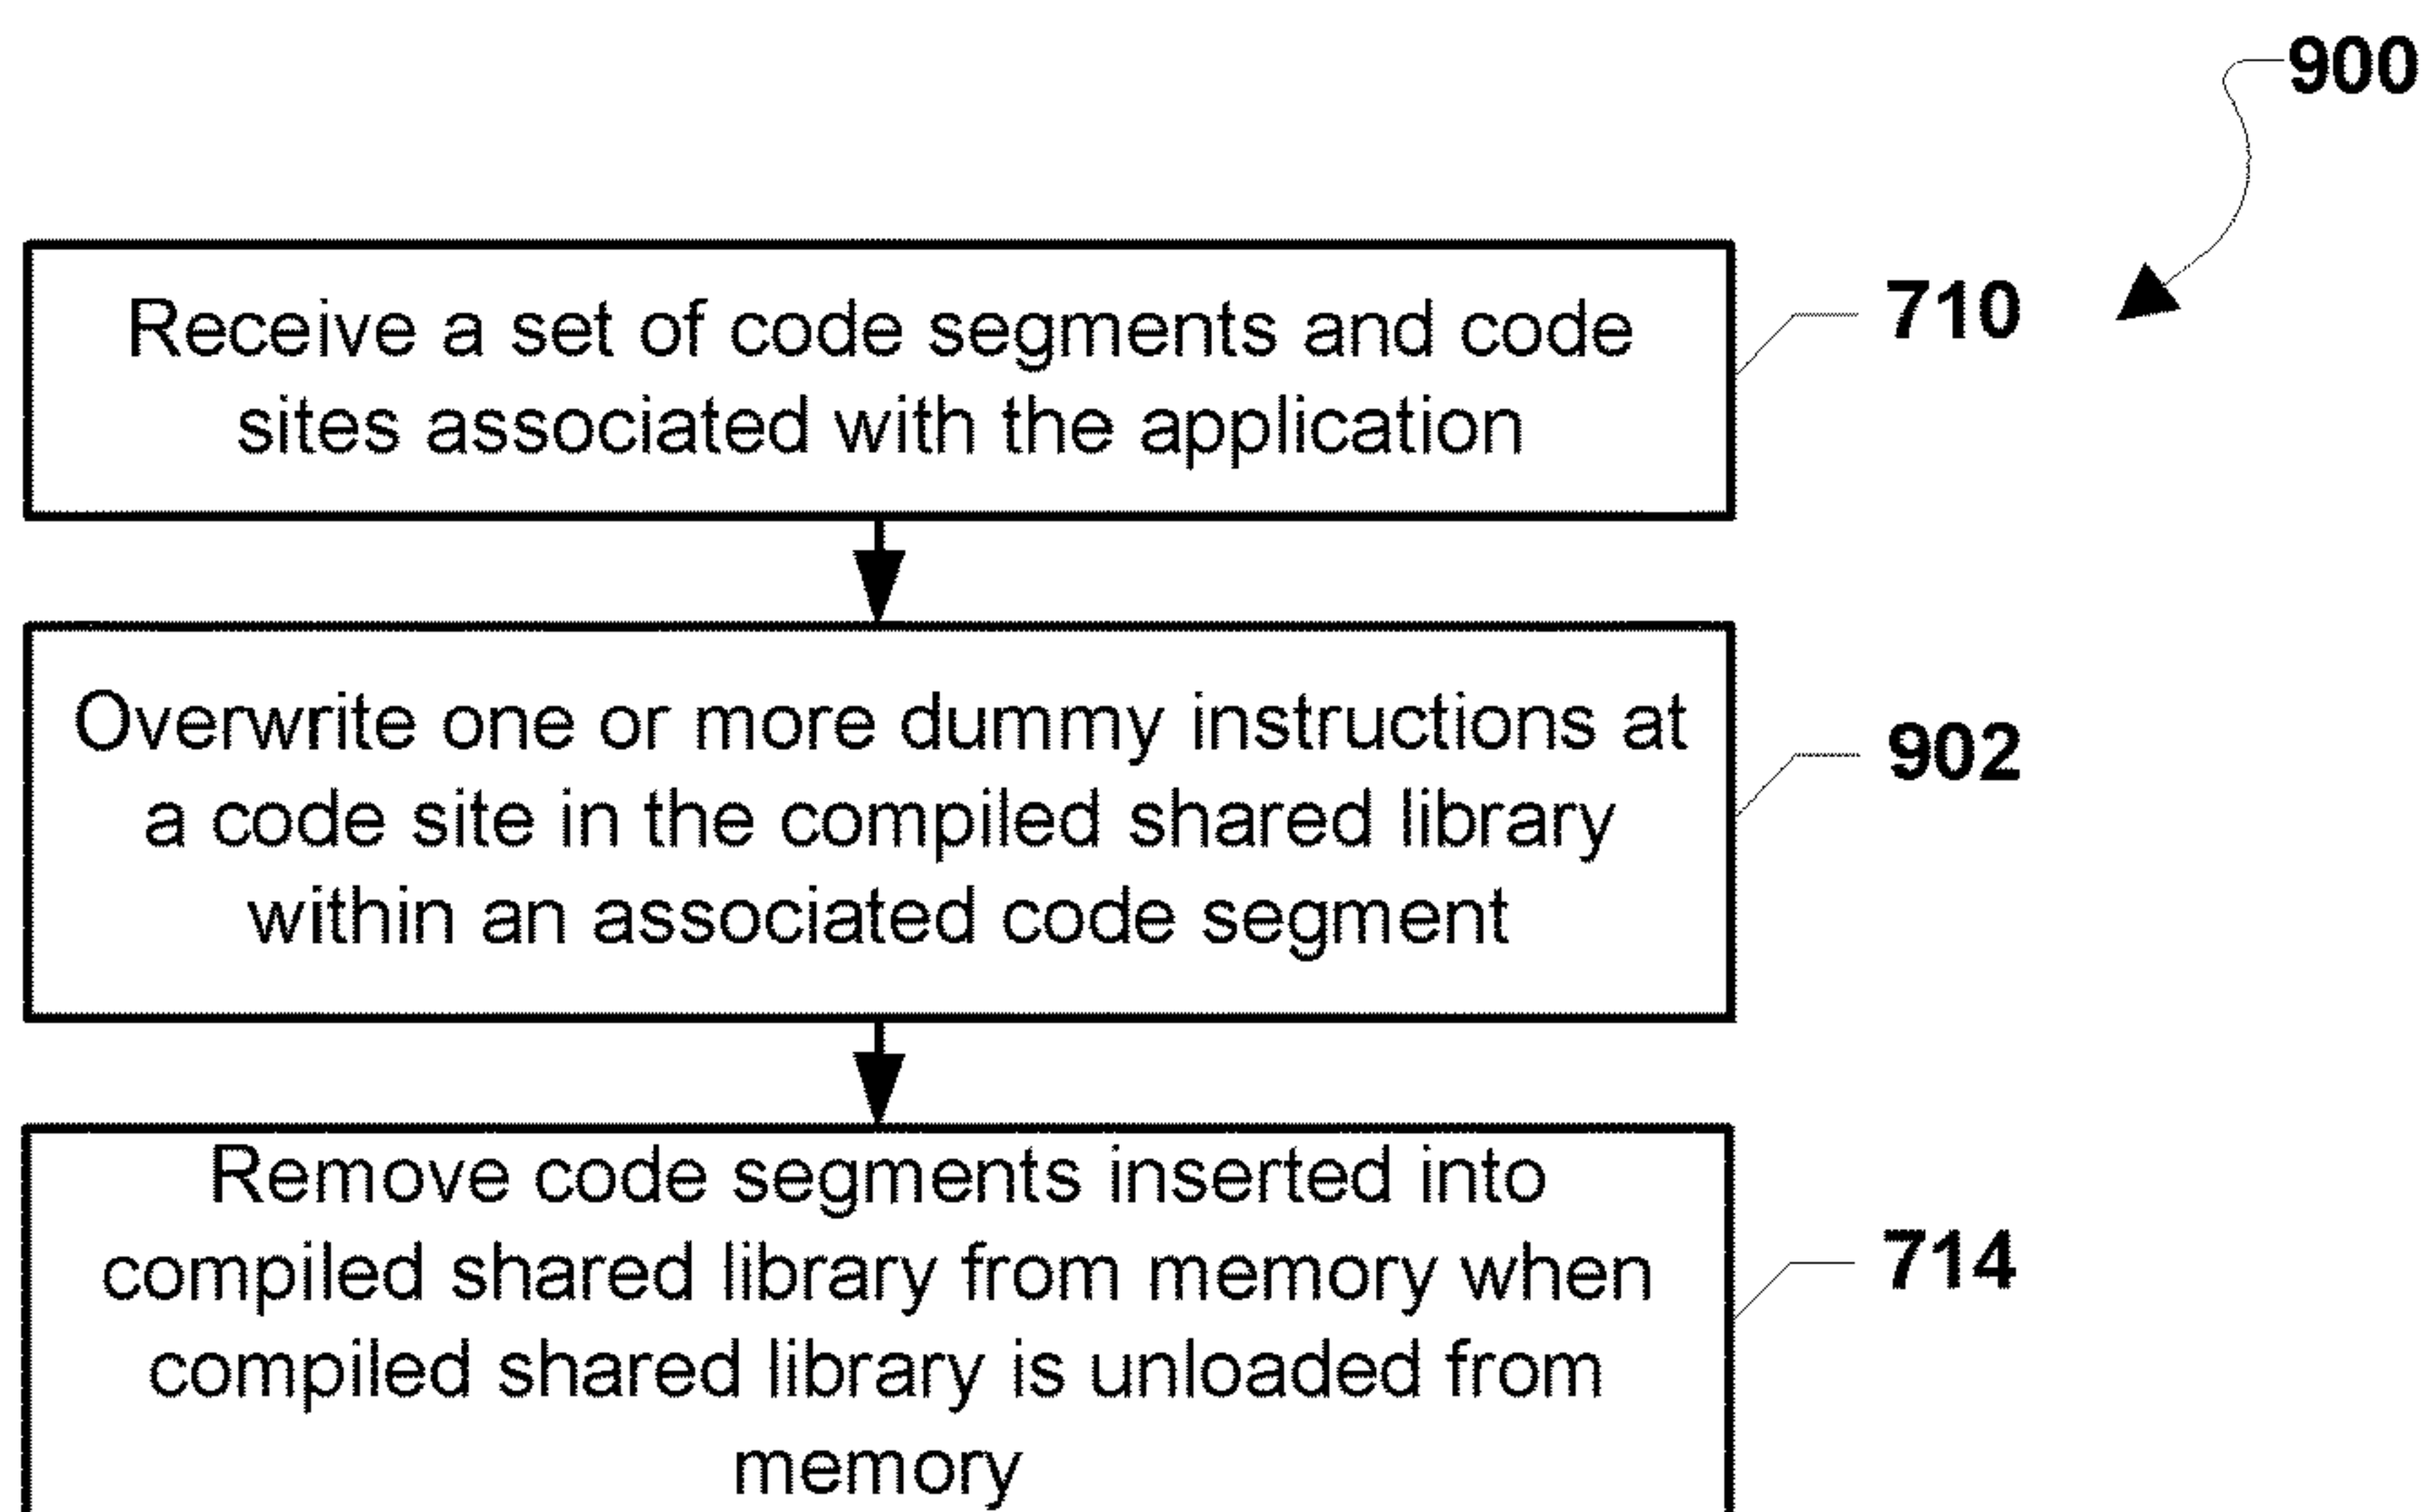 900
Receive a set of code segments and code
sites associated with the application
710
Overwrite one or more dummy instructions at
a code site in the compiled shared library
within an associated code segment
902
Remove code segments inserted into
compiled shared library from memory when
compiled shared library is unloaded from
memory
714